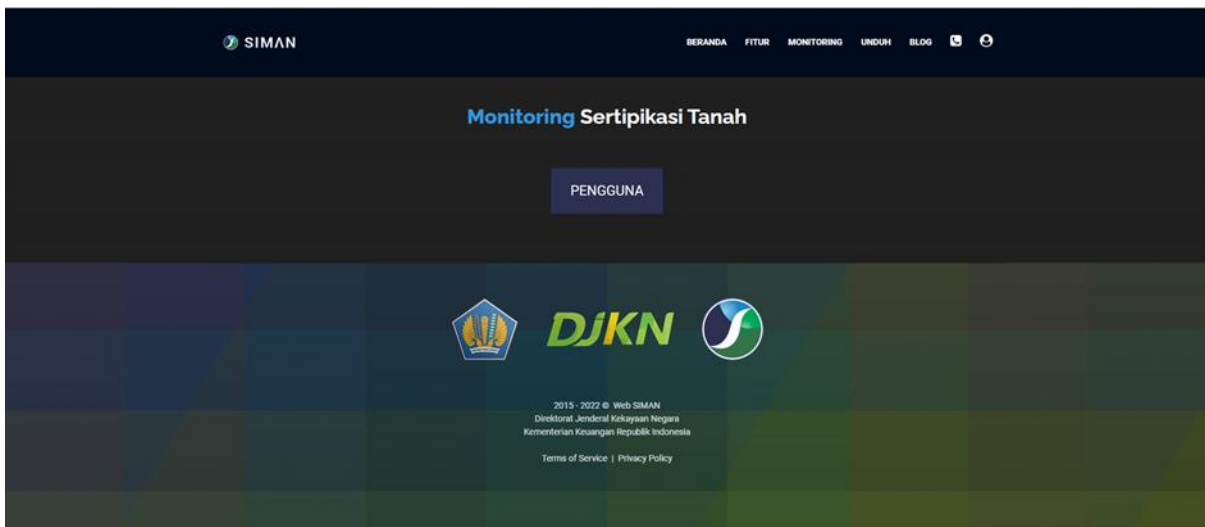 SIMAN
BERANDA FITUR MONITORING UNDUH BLOG
Monitoring Sertipikasi Tanah
PENGGUNA
DJKN
2015 - 2022 © Web SIMAN
Direktorat Jenderal Kekayaan Negara
Kementerian Keuangan Republik Indonesia
Terms of Service | Privacy Policy